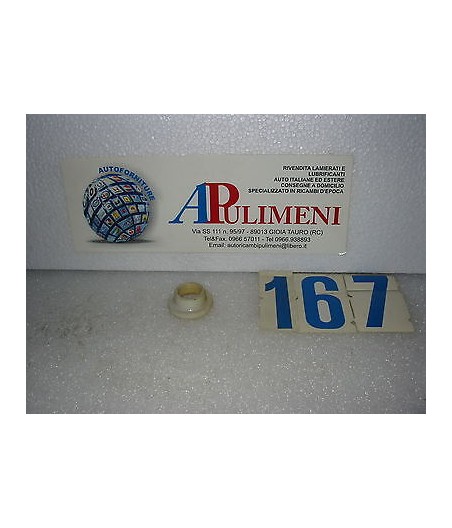 AUTOFORNITURE
APULIMENI
RIVENDITA LAMIERATI E
LUBRIFICANTI
AUTO ITALIANE ED ESTERE
CONSEGNE A DOMICILIO
SPECIALIZZATO IN RICAMBI D'EPOCA
Via SS 111 n. 95/97 - 89013 GIOIA TAURO (RC)
Tel&Fax. 0966 57011 - Tel 0966.938893
Email; autoricambipulimeni@libero.it
167